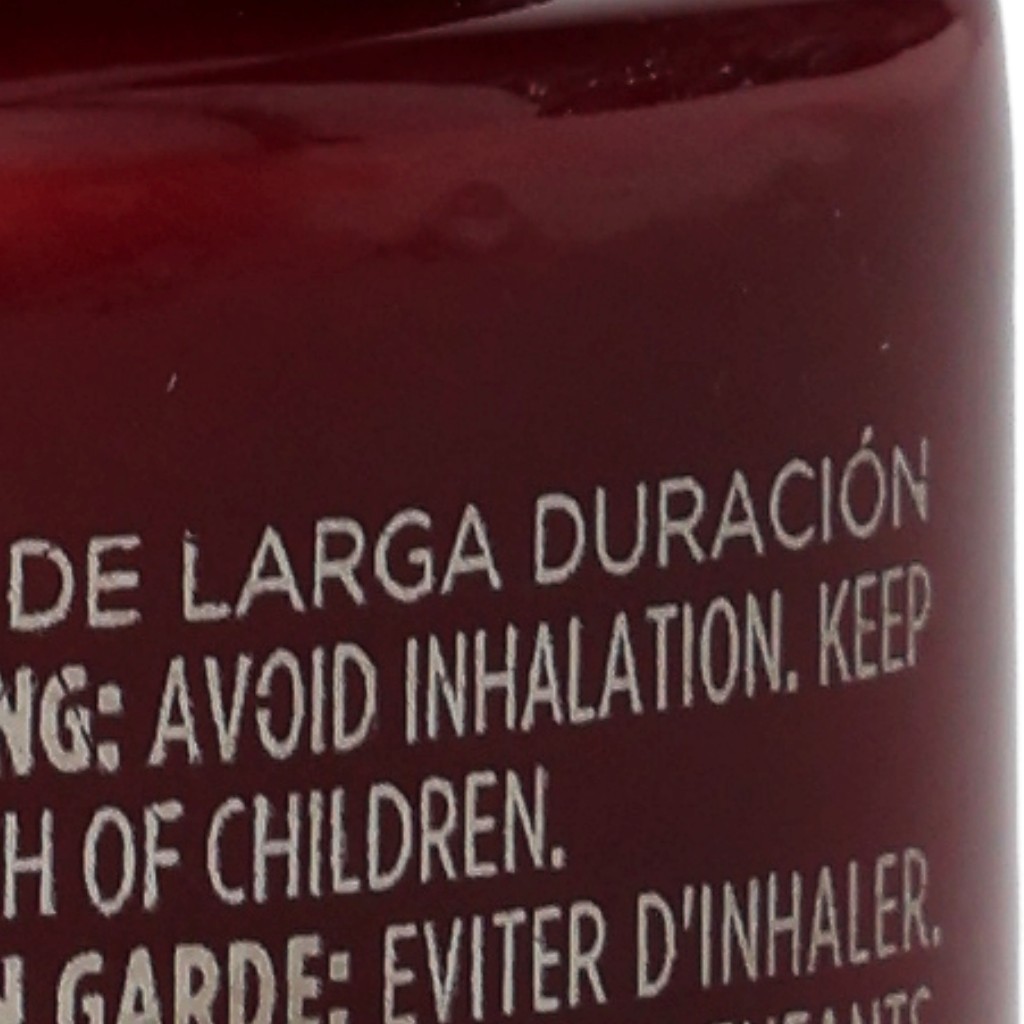 DE LARGA DURACIÓN
NG: AVOID INHALATION. KEEP
H OF CHILDREN.
N GARDE: EVITER D'INHALER.